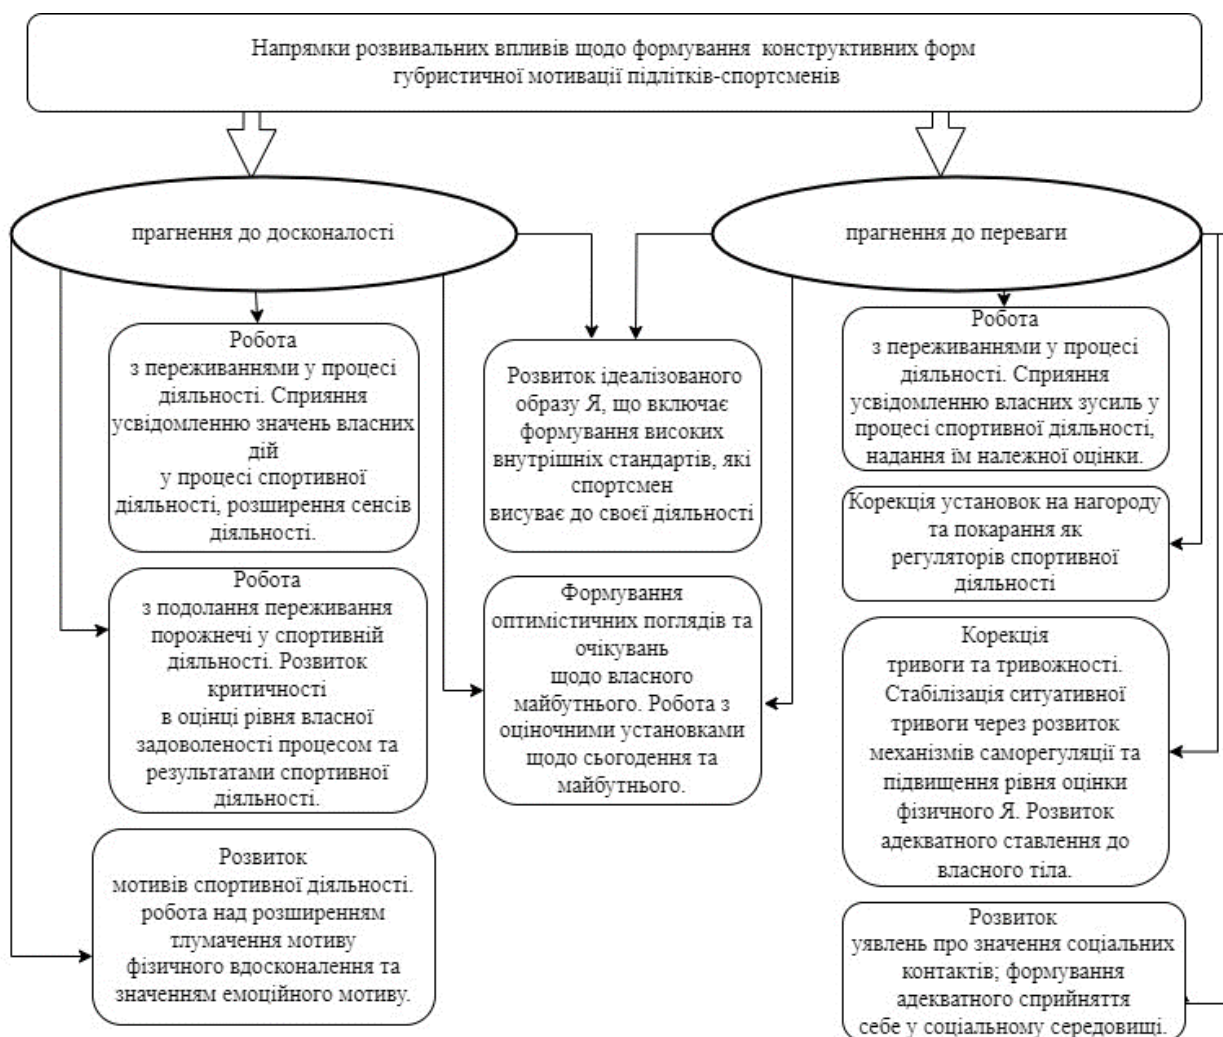 Напрямки розвивальних впливів щодо формування конструктивних форм
губристичної мотивації підлітків-спортсменів
прагнення до досконалості
прагнення до переваги
Робота
з переживаннями у процесі
діяльності. Сприяння
усвідомленню значень власних
дій
у процесі спортивної
діяльності, розширення сенсів
діяльності.
Робота
з подолання переживання
порожнечі у спортивній
діяльності. Розвиток
критичності
в оцінці рівня власної
задоволеності процесом та
результатами спортивної
діяльності.
Розвиток
мотивів спортивної діяльності.
робота над розширенням
тлумачення мотиву
фізичного вдосконалення та
значенням емоційного мотиву.
Розвиток ідеалізованого
образу Я, що включає
формування високих
внутрішніх стандартів, які
спортсмен
висуває до своєї діяльності
Формування
оптимістичних поглядів та
очікувань
щодо власного
майбутнього. Робота з
оціночними установками
щодо сьогодення та
майбутнього.
Робота
з переживаннями у процесі
діяльності. Сприяння
усвідомленню власних зусиль у
процесі спортивної діяльності,
надання їм належної оцінки.
Корекція установок на нагороду
та покарання як
регуляторів спортивної
діяльності
Корекція
тривоги та тривожності.
Стабілізація ситуативної
тривоги через розвиток
механізмів саморегуляції та
підвищення рівня оцінки
фізичного Я. Розвиток
адекватного ставлення до
власного тіла.
Розвиток
уявлень про значення соціальних
контактів; формування
адекватного сприйняття
себе у соціальному середовищі.